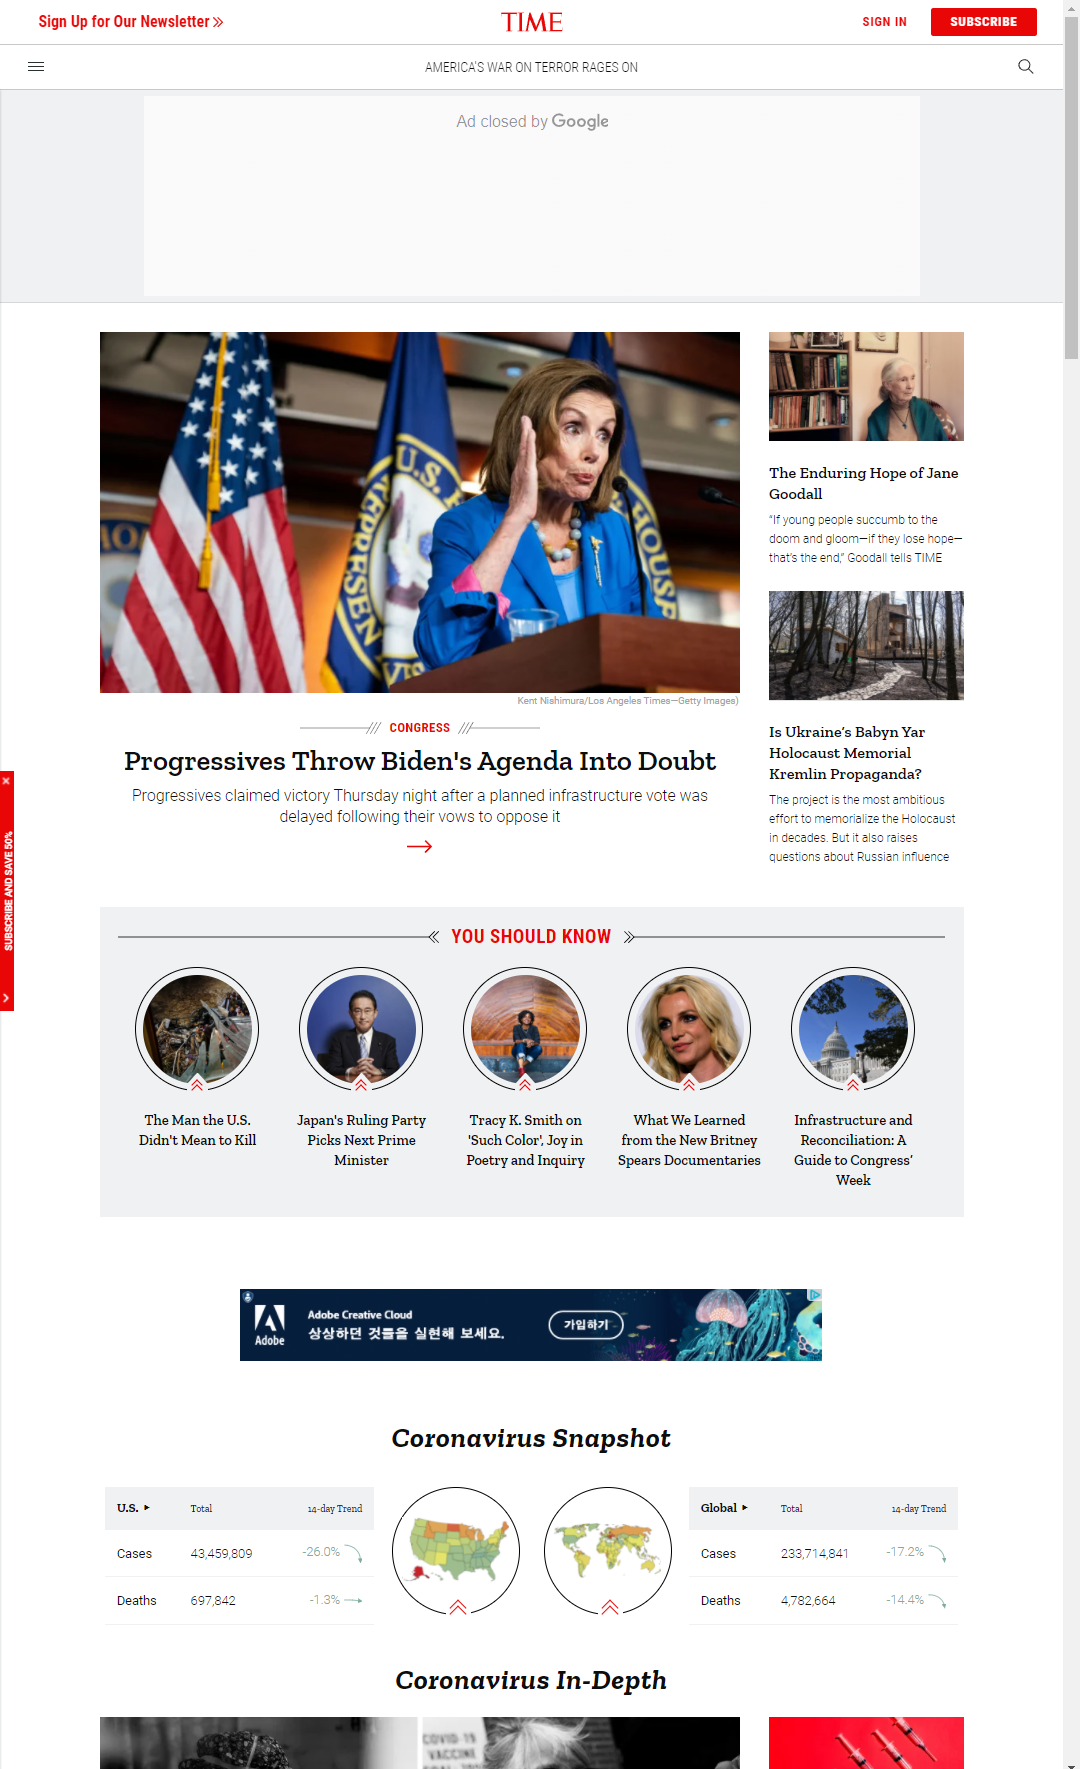 Sign Up for Our Newsletter
TIME
SIGN IN
SUBSCRIBE
AMERICA'S WAR ON TERROR RAGES ON
Ad closed by Google
Kent Nishimura/Los Angeles Times—Getty Images)
CONGRESS
Progressives Throw Biden's Agenda Into Doubt
Progressives claimed victory Thursday night after a planned infrastructure vote was
delayed following their vows to oppose it
The Enduring Hope of Jane
Goodall
“If young people succumb to the
doom and gloom—if they lose hope—
that’s the end,” Goodall tells TIME
Is Ukraine’s Babyn Yar
Holocaust Memorial
Kremlin Propaganda?
The project is the most ambitious
effort to memorialize the Holocaust
in decades. But it also raises
questions about Russian influence
SUBSCRIBE AND SAVE 50%
YOU SHOULD KNOW
The Man the U.S.
Didn't Mean to Kill
Japan's Ruling Party
Picks Next Prime
Minister
Tracy K. Smith on
'Such Color', Joy in
Poetry and Inquiry
What We Learned
from the New Britney
Spears Documentaries
Infrastructure and
Reconciliation: A
Guide to Congress’
Week
Adobe
Adobe Creative Cloud
상상하던 것들을 실현해 보세요.
가입하기
Coronavirus Snapshot
U.S. Total 14-day Trend
Cases 43,459,809 -26.0%
Deaths 697,842 -1.3%
Global Total 14-day Trend
Cases 233,714,841 -17.2%
Deaths 4,782,664 -14.4%
Coronavirus In-Depth
COVID-19
VACCINE